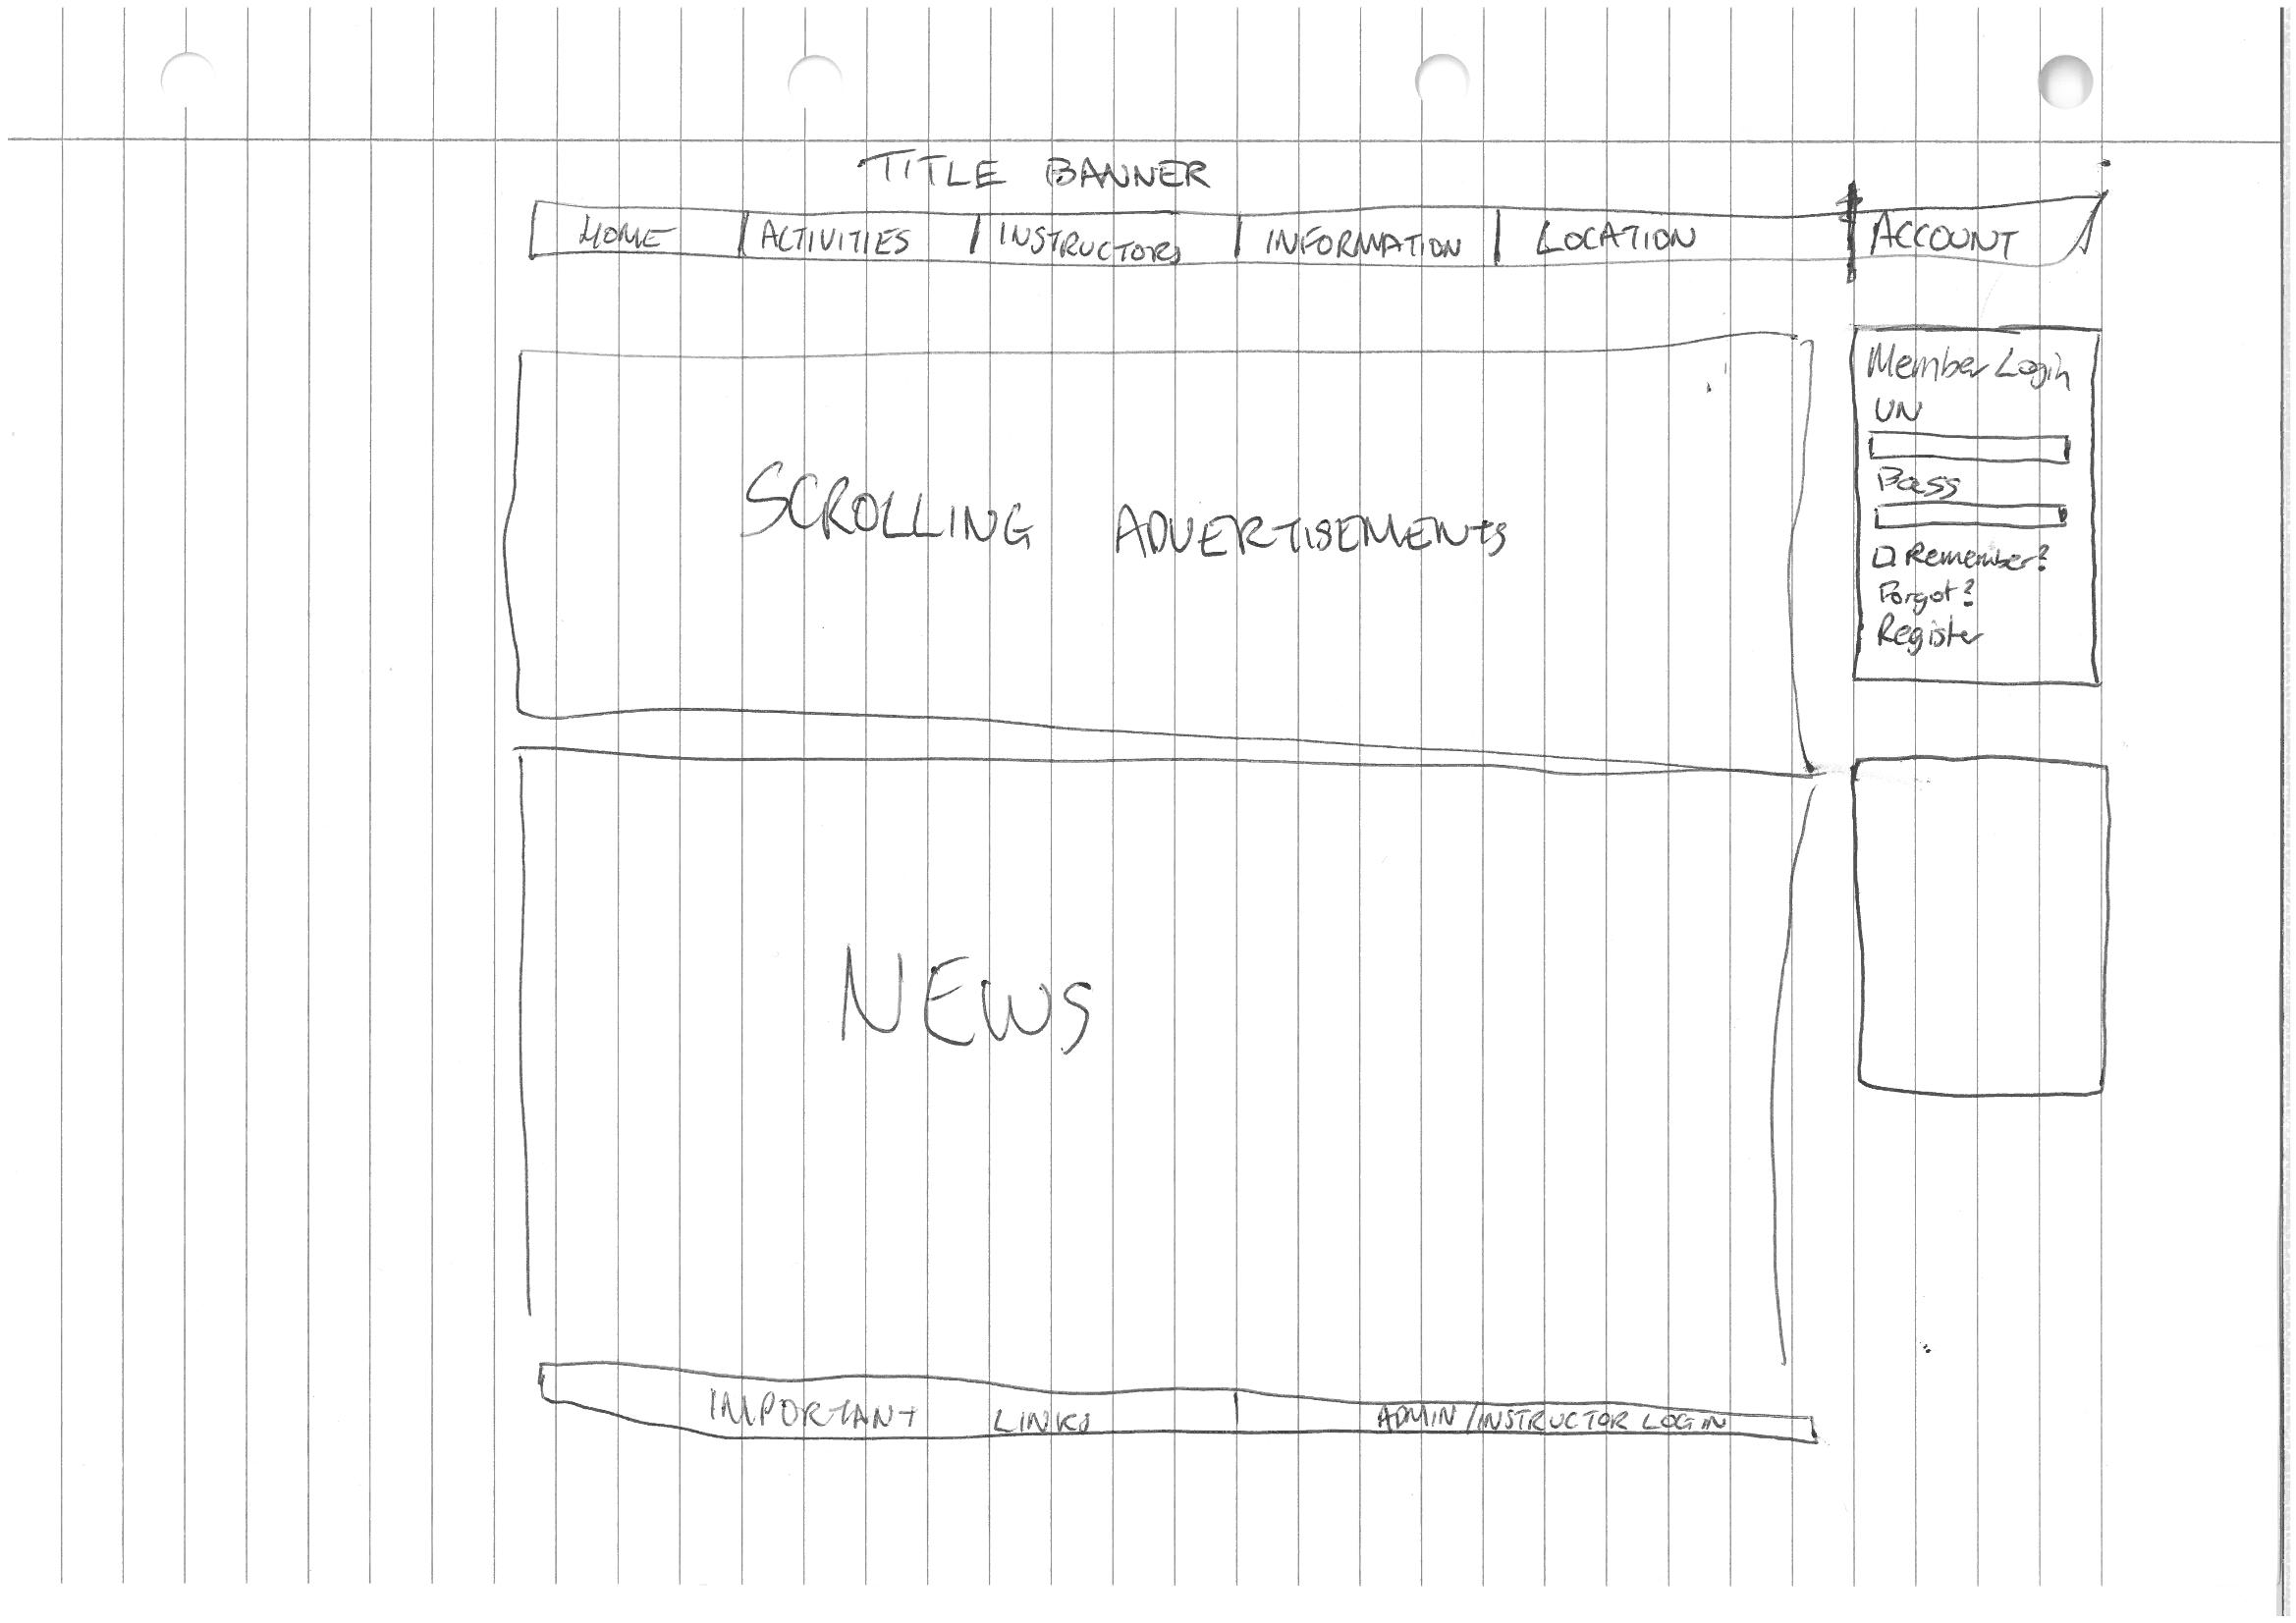 TITLE BANNER
HOME ACTIVITIES INSTRUCTORS INFORMATION LOCATION ACCOUNT
Member Login
UN
Pass
Remember?
Forgot?
Register
SCROLLING ADVERTISEMENTS
NEWS
IMPORTANT LINKS ADMIN/INSTRUCTOR LOGIN